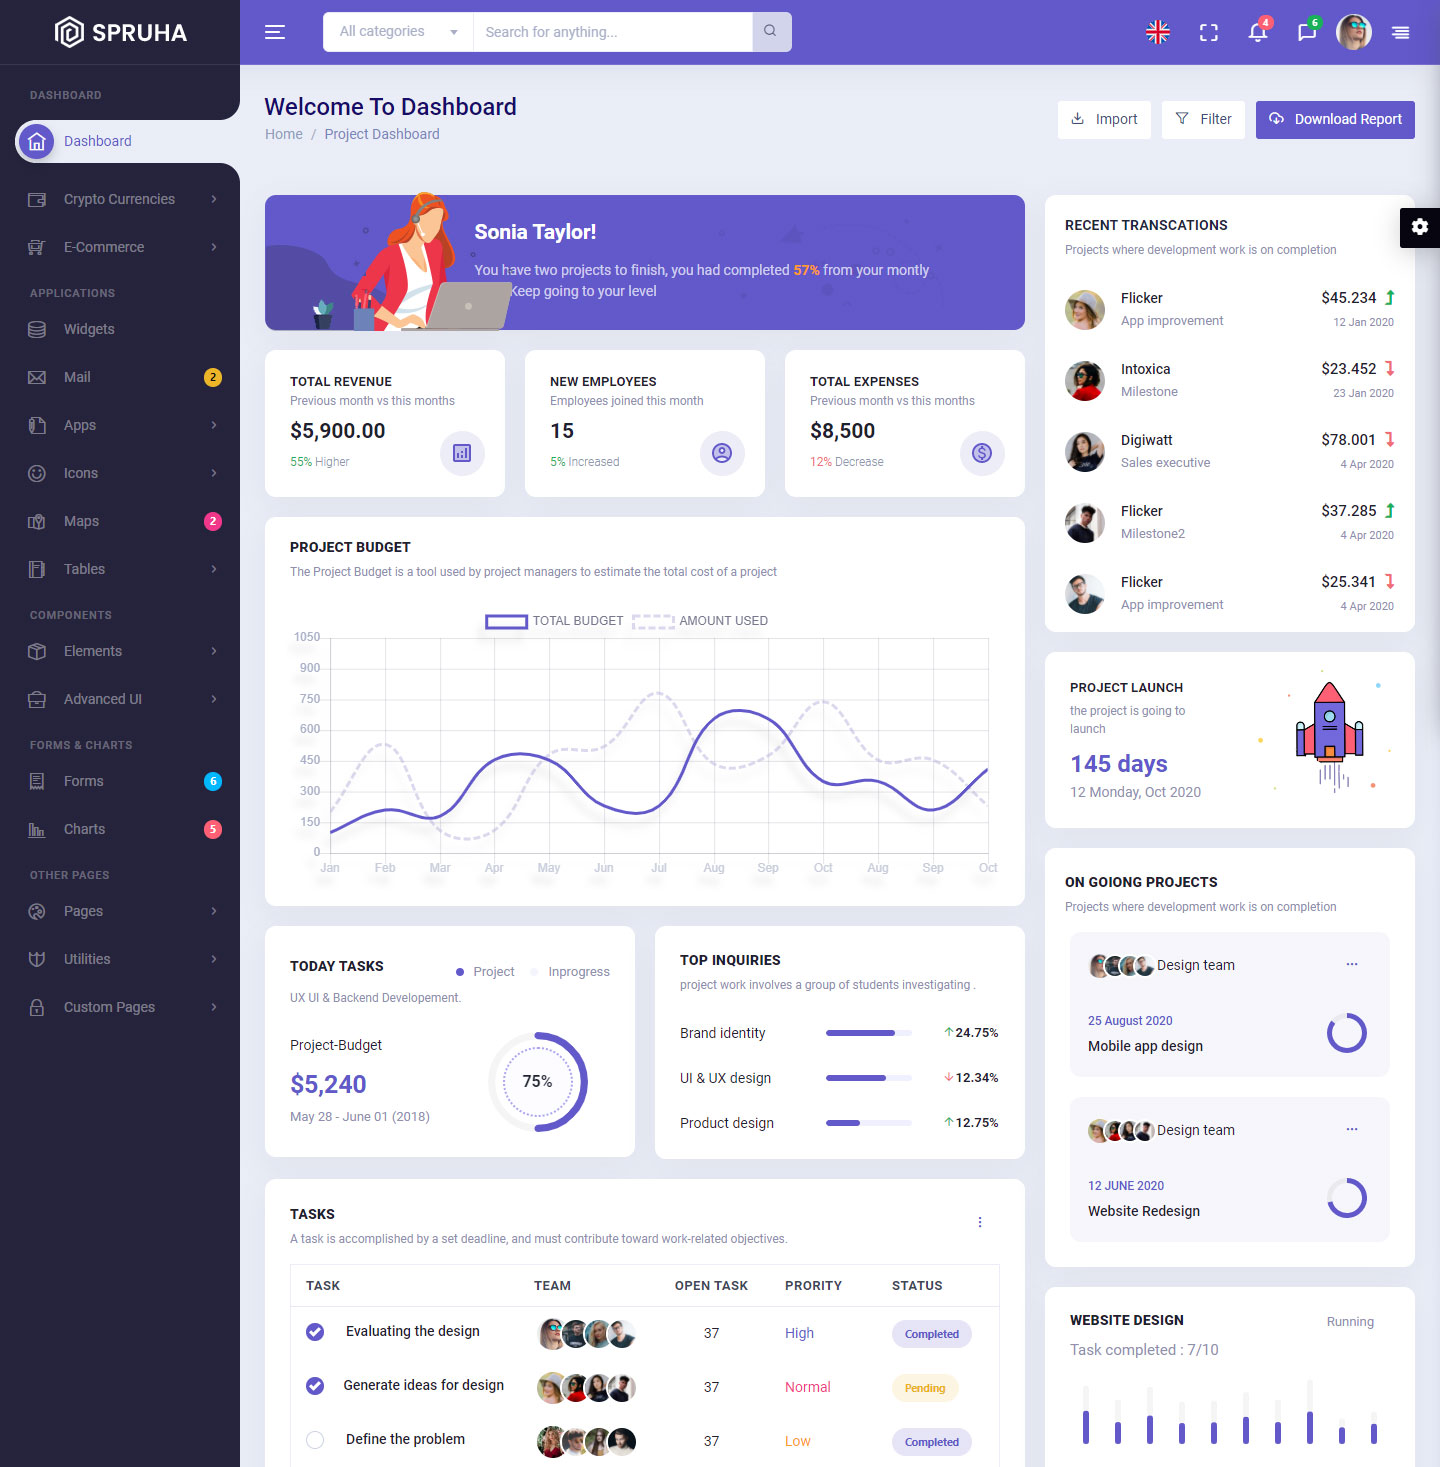 SPRUHA
All categories
Search for anything...
4
6
DASHBOARD
Dashboard
Crypto Currencies
E-Commerce
APPLICATIONS
Widgets
Mail
2
Apps
Icons
Maps
2
Tables
COMPONENTS
Elements
Advanced UI
FORMS & CHARTS
Forms
6
Charts
5
OTHER PAGES
Pages
Utilities
Custom Pages
Welcome To Dashboard
Home / Project Dashboard
Import
Filter
Download Report
Sonia Taylor!
You have two projects to finish, you had completed 57% from your montly
Keep going to your level
TOTAL REVENUE
Previous month vs this months
$5,900.00
55% Higher
NEW EMPLOYEES
Employees joined this month
15
5% Increased
TOTAL EXPENSES
Previous month vs this months
$8,500
12% Decrease
PROJECT BUDGET
The Project Budget is a tool used by project managers to estimate the total cost of a project
TOTAL BUDGET AMOUNT USED
1050
900
750
600
450
300
150
0
Jan Feb Mar Apr May Jun Jul Aug Sep Oct Aug Sep Oct
TODAY TASKS
Project Inprogress
UX UI & Backend Developement.
Project-Budget
$5,240
May 28 - June 01 (2018)
75%
TOP INQUIRIES
project work involves a group of students investigating .
Brand identity 24.75%
UI & UX design 12.34%
Product design 12.75%
TASKS
A task is accomplished by a set deadline, and must contribute toward work-related objectives.
TASK TEAM OPEN TASK PRORITY STATUS
Evaluating the design 37 High Completed
Generate ideas for design 37 Normal Pending
Define the problem 37 Low Completed
RECENT TRANSCATIONS
Projects where development work is on completion
Flicker $45.234
App improvement 12 Jan 2020
Intoxica $23.452
Milestone 23 Jan 2020
Digiwatt $78.001
Sales executive 4 Apr 2020
Flicker $37.285
Milestone2 4 Apr 2020
Flicker $25.341
App improvement 4 Apr 2020
PROJECT LAUNCH
the project is going to
launch
145 days
12 Monday, Oct 2020
ON GOIONG PROJECTS
Projects where development work is on completion
Design team
25 August 2020
Mobile app design
Design team
12 JUNE 2020
Website Redesign
WEBSITE DESIGN
Running
Task completed : 7/10